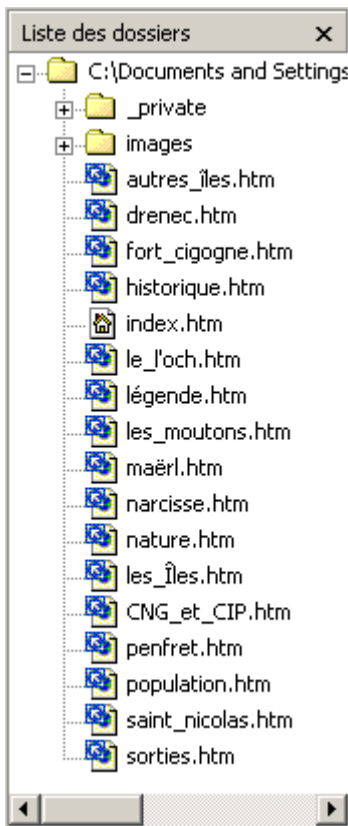 Liste des dossiers
C:\Documents and Settings
_private
images
autres_îles.htm
drenec.htm
fort_cigogne.htm
historique.htm
index.htm
le_l'och.htm
légende.htm
les_moutons.htm
maërl.htm
narcisse.htm
nature.htm
les_Îles.htm
CNG_et_CIP.htm
penfret.htm
population.htm
saint_nicolas.htm
sorties.htm